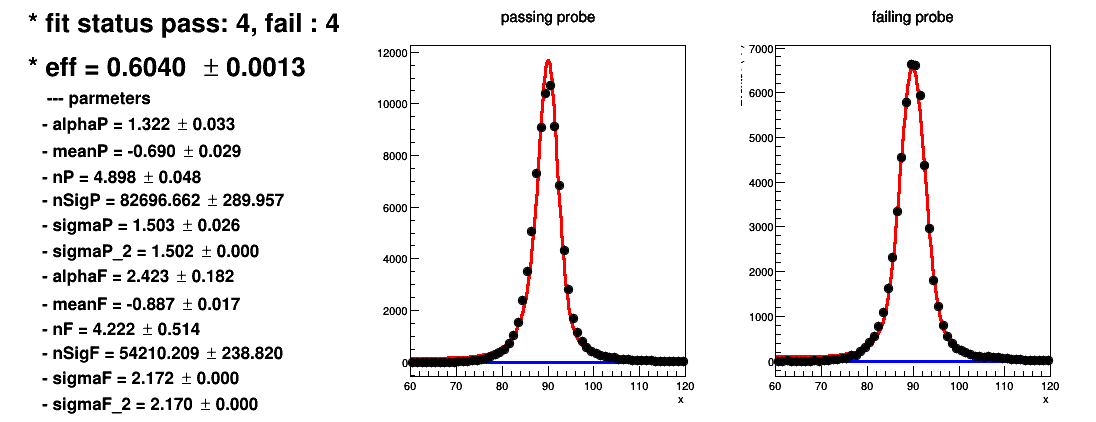 * fit status pass: 4, fail : 4
* eff = 0.6040 ± 0.0013
--- parmeters
- alphaP = 1.322 ± 0.033
- meanP = -0.690 ± 0.029
- nP = 4.898 ± 0.048
- nSigP = 82696.662 ± 289.957
- sigmaP = 1.503 ± 0.026
- sigmaP_2 = 1.502 ± 0.000
- alphaF = 2.423 ± 0.182
- meanF = -0.887 ± 0.017
- nF = 4.222 ± 0.514
- nSigF = 54210.209 ± 238.820
- sigmaF = 2.172 ± 0.000
- sigmaF_2 = 2.170 ± 0.000
passing probe
12000
10000
8000
6000
4000
2000
0
60 70 80 90 100 110 120
x
failing probe
7000
6000
5000
4000
3000
2000
1000
0
60 70 80 90 100 110 120
x